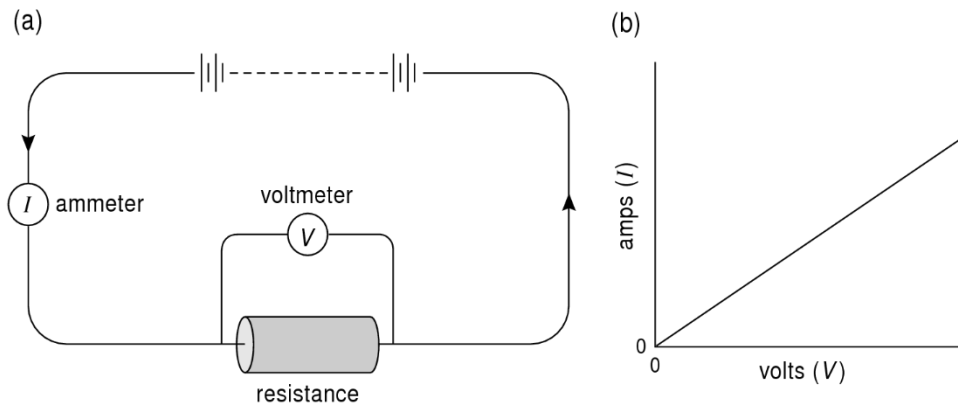 (a)
(b)
I
ammeter
voltmeter
V
resistance
amps (I)
0
0
volts (V)